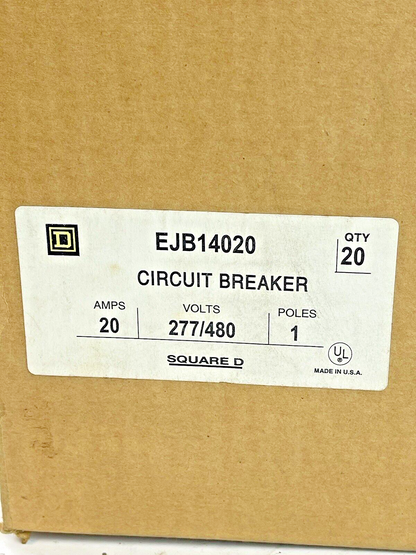 D
EJB14020
QTY
20
CIRCUIT BREAKER
AMPS
20
VOLTS
277/480
POLES
1
SQUARE D
UL
®
MADE IN U.S.A.